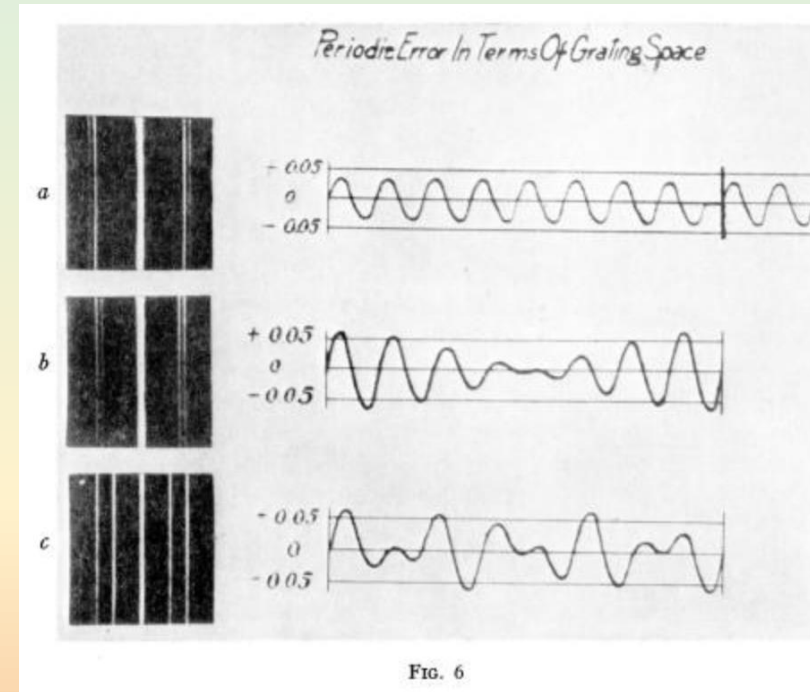 Periodic Error In Terms Of Grating Space
a
+ 0.05
0
- 0.05
b
+ 0.05
0
- 0.05
c
+ 0.05
0
- 0.05
FIG. 6